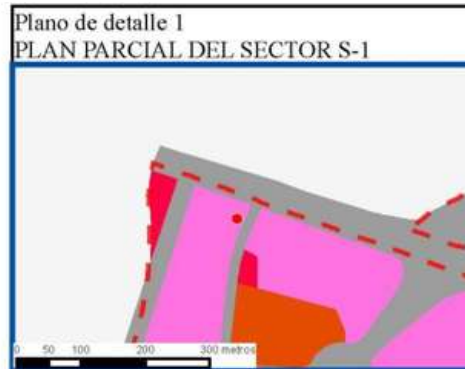 Plano de detalle 1
PLAN PARCIAL DEL SECTOR S-1
0 50 100 200 300 metros